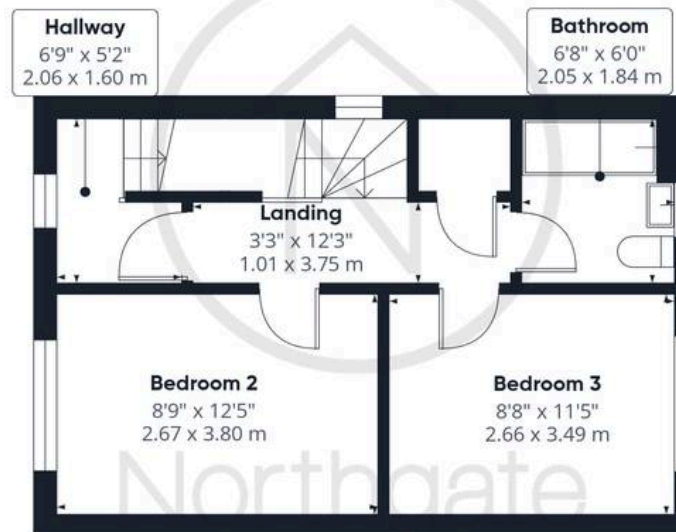 Hallway
6'9" x 5'2"
2.06 x 1.60 m
Bathroom
6'8" x 6'0"
2.05 x 1.84 m
Landing
3'3" x 12'3"
1.01 x 3.75 m
Bedroom 2
8'9" x 12'5"
2.67 x 3.80 m
Bedroom 3
8'8" x 11'5"
2.66 x 3.49 m
Northgate